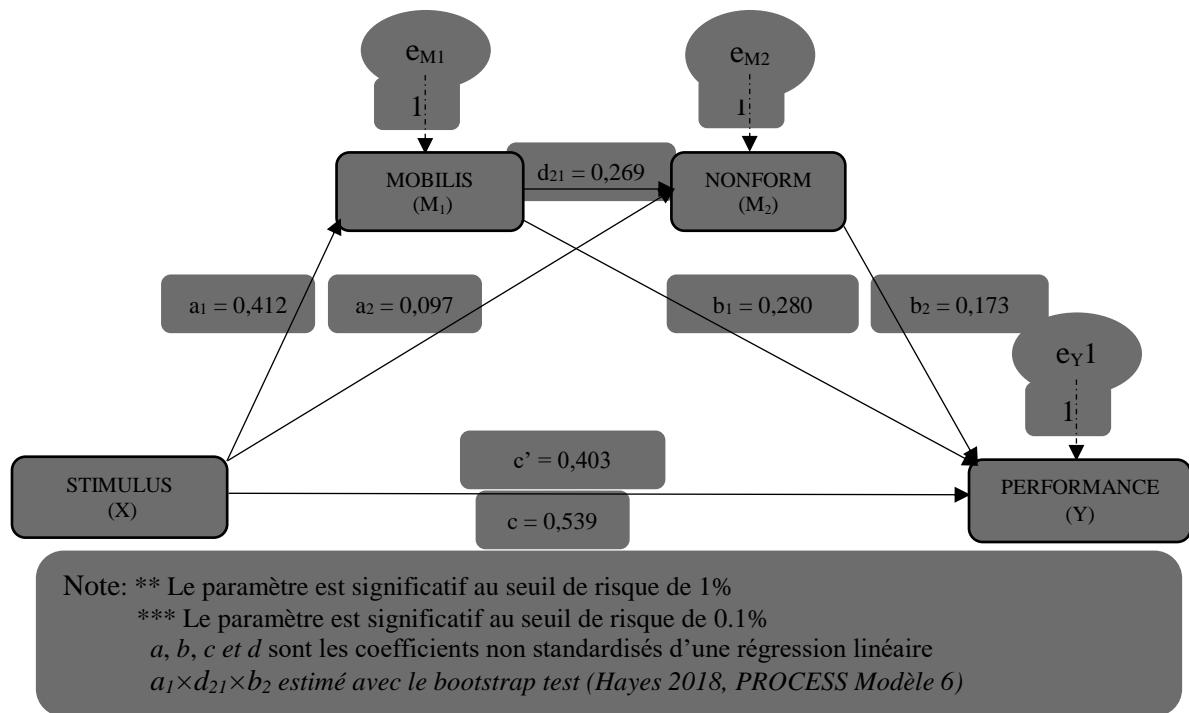 e_M1
e_M2
1
1
MOBILIS
(M₁)
d₂₁ = 0,269
NONFORM
(M₂)
a₁ = 0,412
a₂ = 0,097
b₁ = 0,280
b₂ = 0,173
e_Y1
1
STIMULUS
(X)
c’ = 0,403
c = 0,539
PERFORMANCE
(Y)
Note: ** Le paramètre est significatif au seuil de risque de 1%
*** Le paramètre est significatif au seuil de risque de 0.1%
a, b, c et d sont les coefficients non standardisés d’une régression linéaire
a₁×d₂₁×b₂ estimé avec le bootstrap test (Hayes 2018, PROCESS Modèle 6)